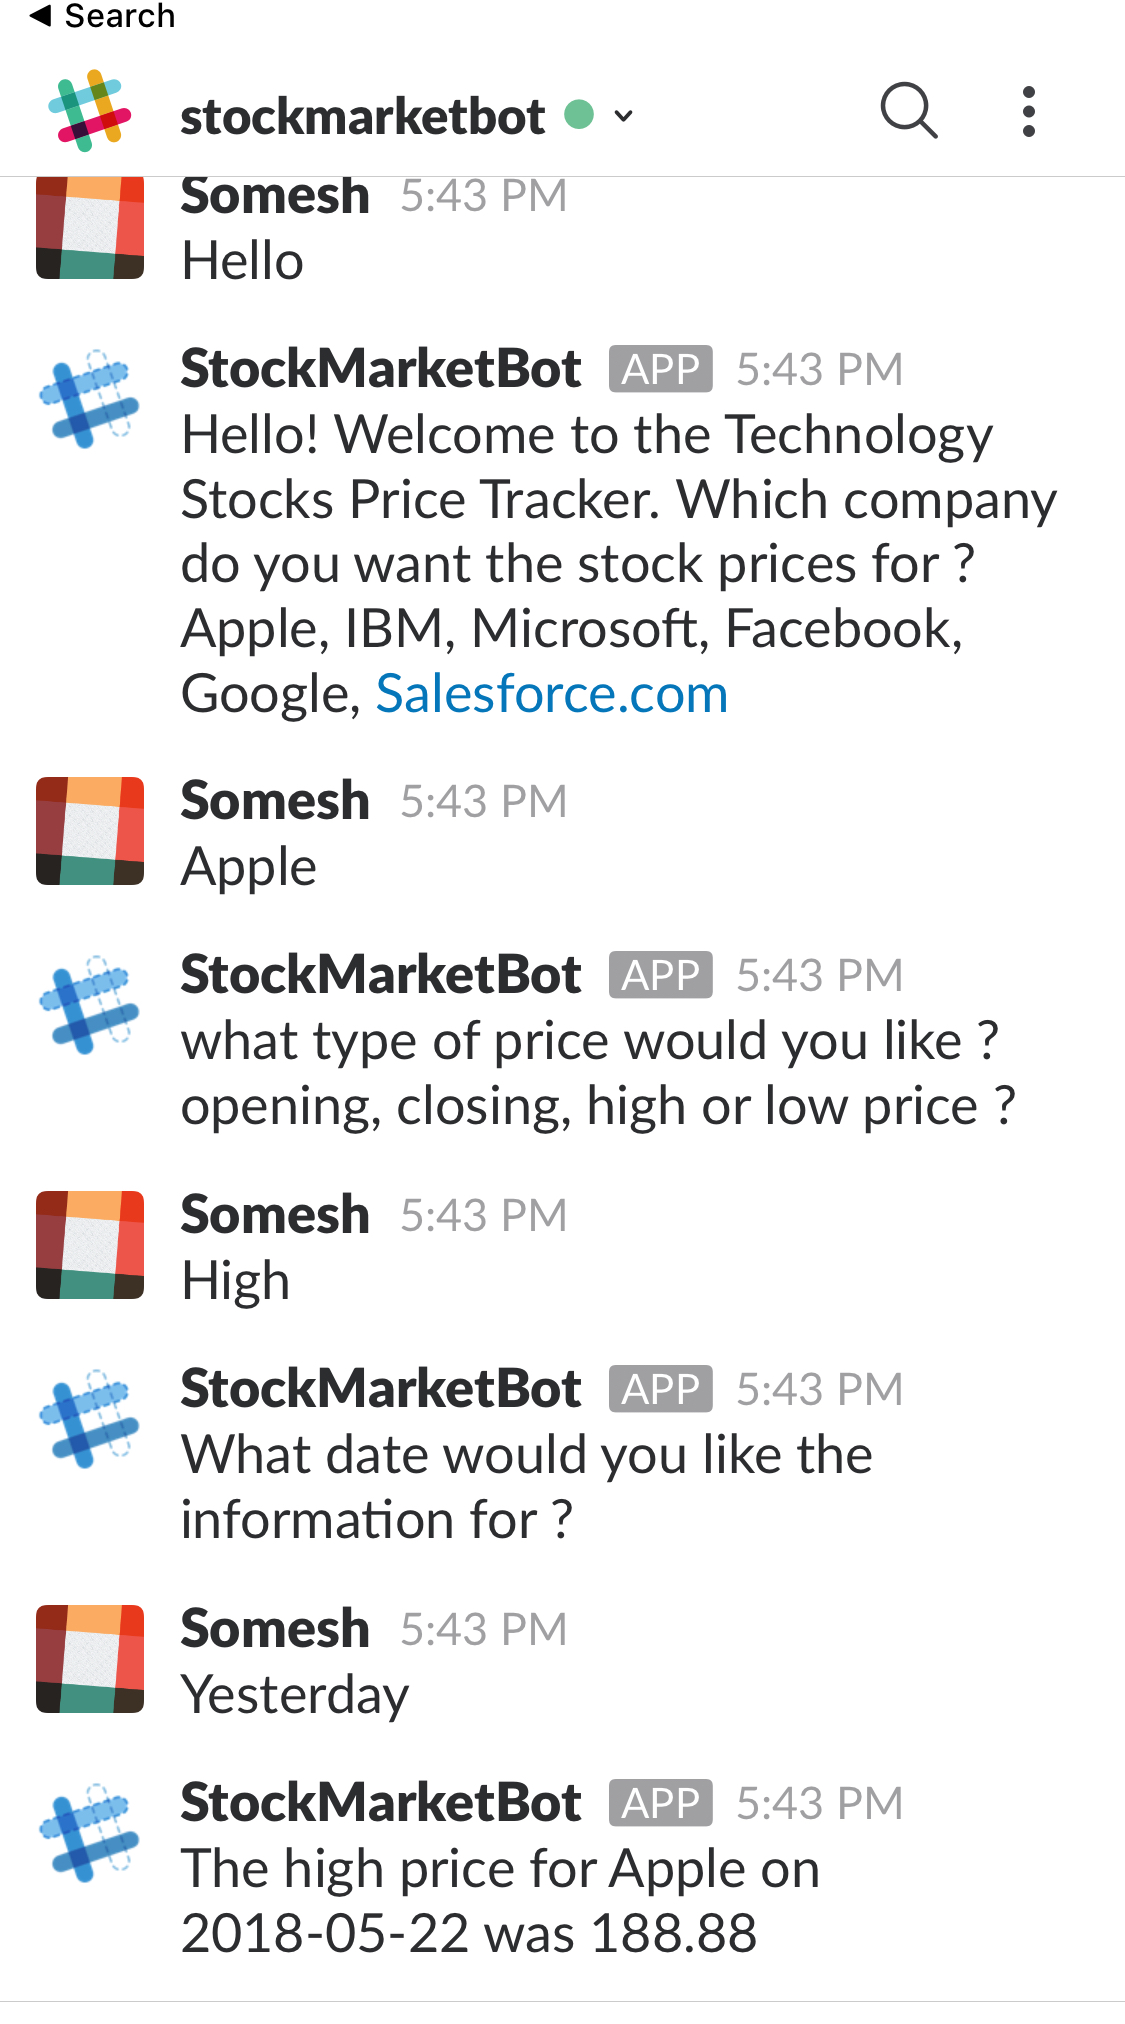 ◀ Search
stockmarketbot
Somesh 5:43 PM
Hello
StockMarketBot APP 5:43 PM
Hello! Welcome to the Technology
Stocks Price Tracker. Which company
do you want the stock prices for ?
Apple, IBM, Microsoft, Facebook,
Google, Salesforce.com
Somesh 5:43 PM
Apple
StockMarketBot APP 5:43 PM
what type of price would you like ?
opening, closing, high or low price ?
Somesh 5:43 PM
High
StockMarketBot APP 5:43 PM
What date would you like the
information for ?
Somesh 5:43 PM
Yesterday
StockMarketBot APP 5:43 PM
The high price for Apple on
2018-05-22 was 188.88